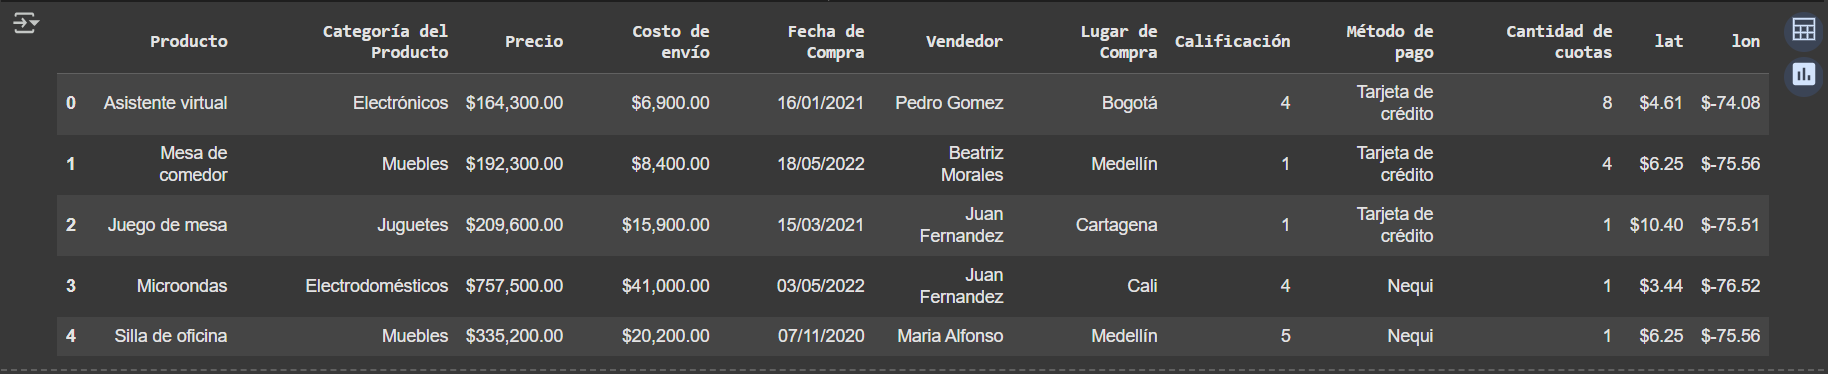 Producto Categoría del Producto Precio Costo de envío Fecha de Compra Vendedor Lugar de Compra Calificación Método de pago Cantidad de cuotas lat lon
0 Asistente virtual Electrónicos $164,300.00 $6,900.00 16/01/2021 Pedro Gomez Bogotá 4 Tarjeta de crédito 8 $4.61 $-74.08
1 Mesa de comedor Muebles $192,300.00 $8,400.00 18/05/2022 Beatriz Morales Medellín 1 Tarjeta de crédito 4 $6.25 $-75.56
2 Juego de mesa Juguetes $209,600.00 $15,900.00 15/03/2021 Juan Fernandez Cartagena 1 Tarjeta de crédito 1 $10.40 $-75.51
3 Microondas Electrodomésticos $757,500.00 $41,000.00 03/05/2022 Juan Fernandez Cali 4 Nequi 1 $3.44 $-76.52
4 Silla de oficina Muebles $335,200.00 $20,200.00 07/11/2020 Maria Alfonso Medellín 5 Nequi 1 $6.25 $-75.56